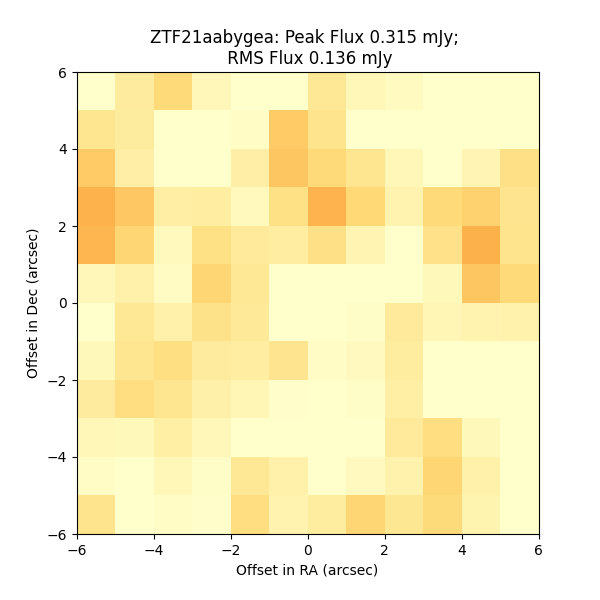 ZTF21aabygea: Peak Flux 0.315 mJy;
RMS Flux 0.136 mJy
6
4
2
0
−2
−4
−6
Offset in Dec (arcsec)
−6 −4 −2 0 2 4 6
Offset in RA (arcsec)